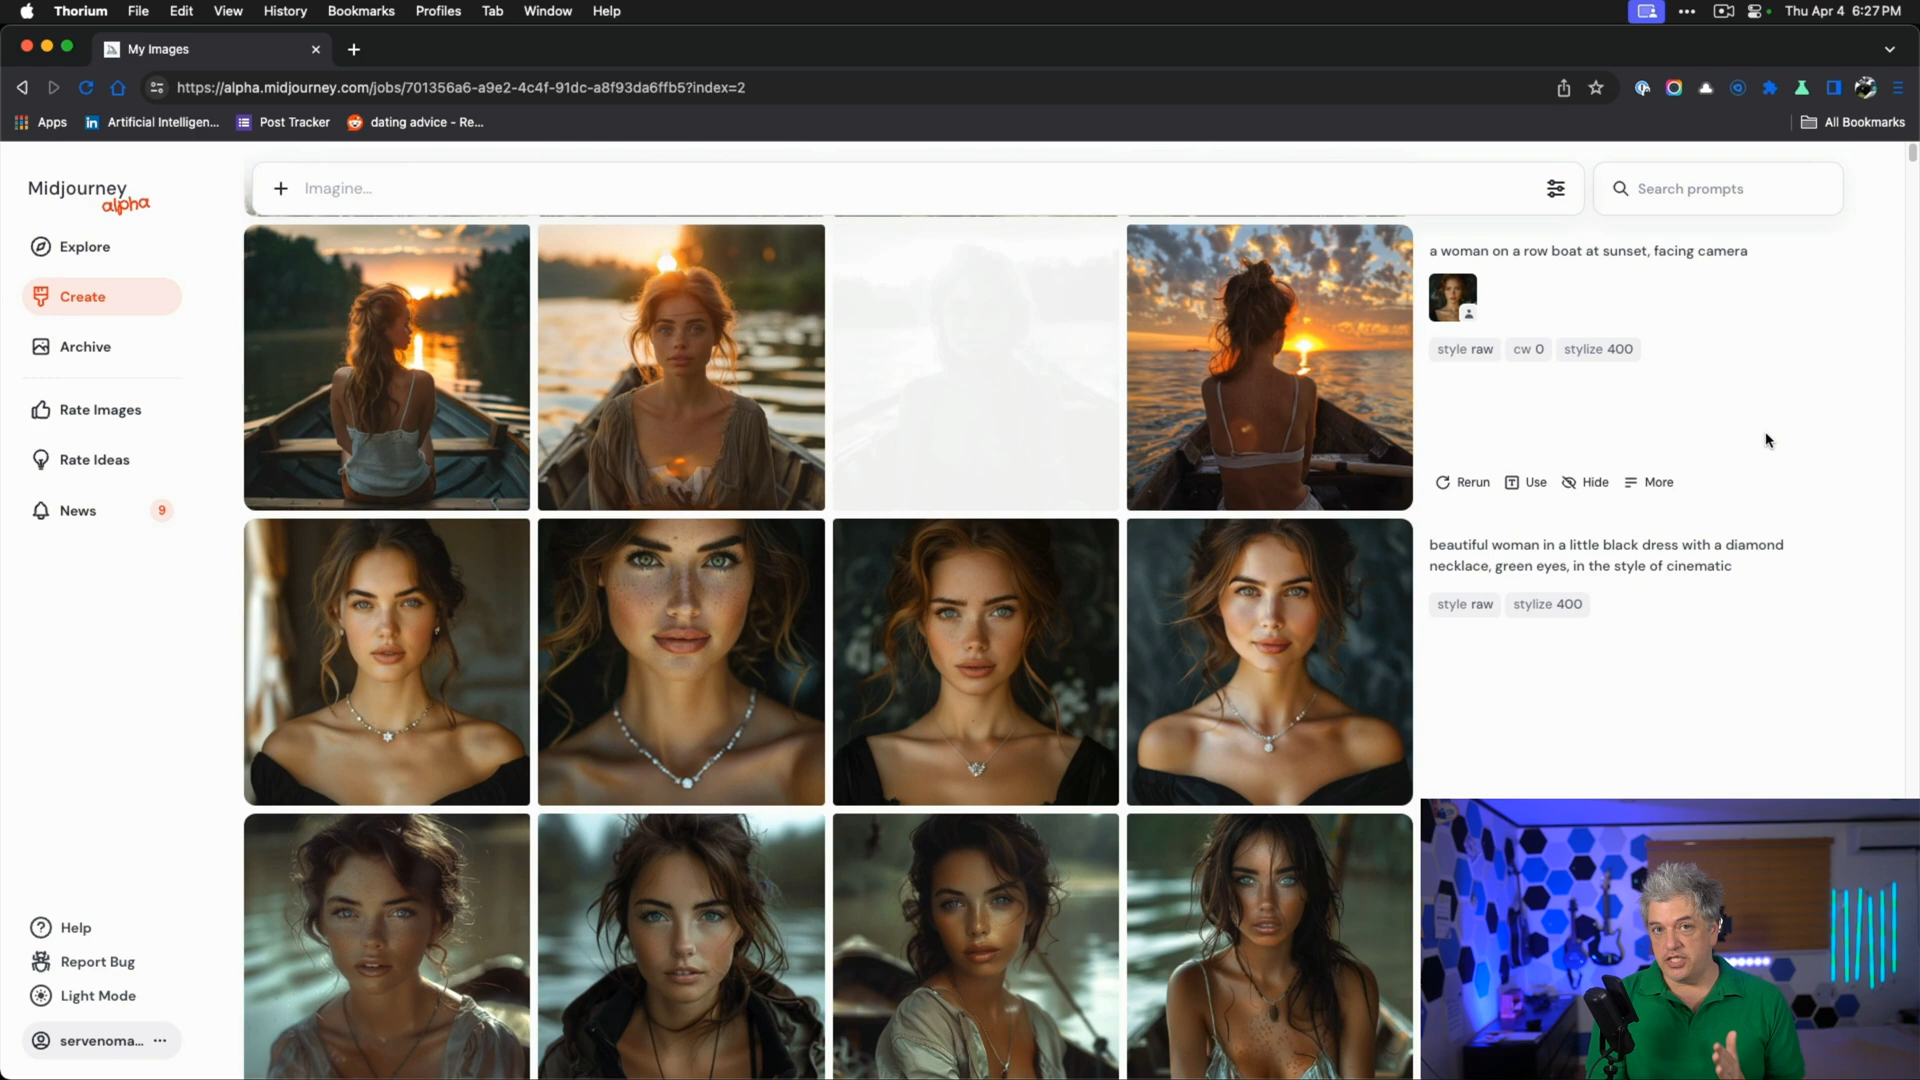 Thorium File Edit View History Bookmarks Profiles Tab Window Help Thu Apr 4 6:27 PM
My Images
https://alpha.midjourney.com/jobs/701356a6-a9e2-4c4f-91dc-a8f93da6ffb5?index=2
Apps Artificial Intelligen... Post Tracker dating advice - Re... All Bookmarks
Midjourney
alpha
Imagine...
Search prompts
Explore
Create
Archive
Rate Images
Rate Ideas
News 9
a woman on a row boat at sunset, facing camera
style raw cw 0 stylize 400
Rerun Use Hide More
beautiful woman in a little black dress with a diamond
necklace, green eyes, in the style of cinematic
style raw stylize 400
Help
Report Bug
Light Mode
servenoma... ...